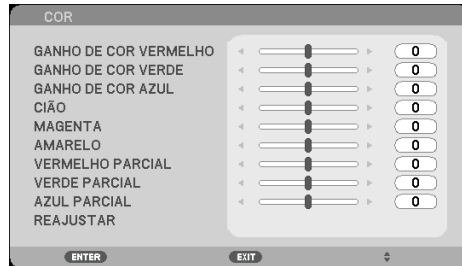 COR
GANHO DE COR VERMELHO 0
GANHO DE COR VERDE 0
GANHO DE COR AZUL 0
CIÃO 0
MAGENTA 0
AMARELO 0
VERMELHO PARCIAL 0
VERDE PARCIAL 0
AZUL PARCIAL 0
REAJUSTAR
ENTER EXIT